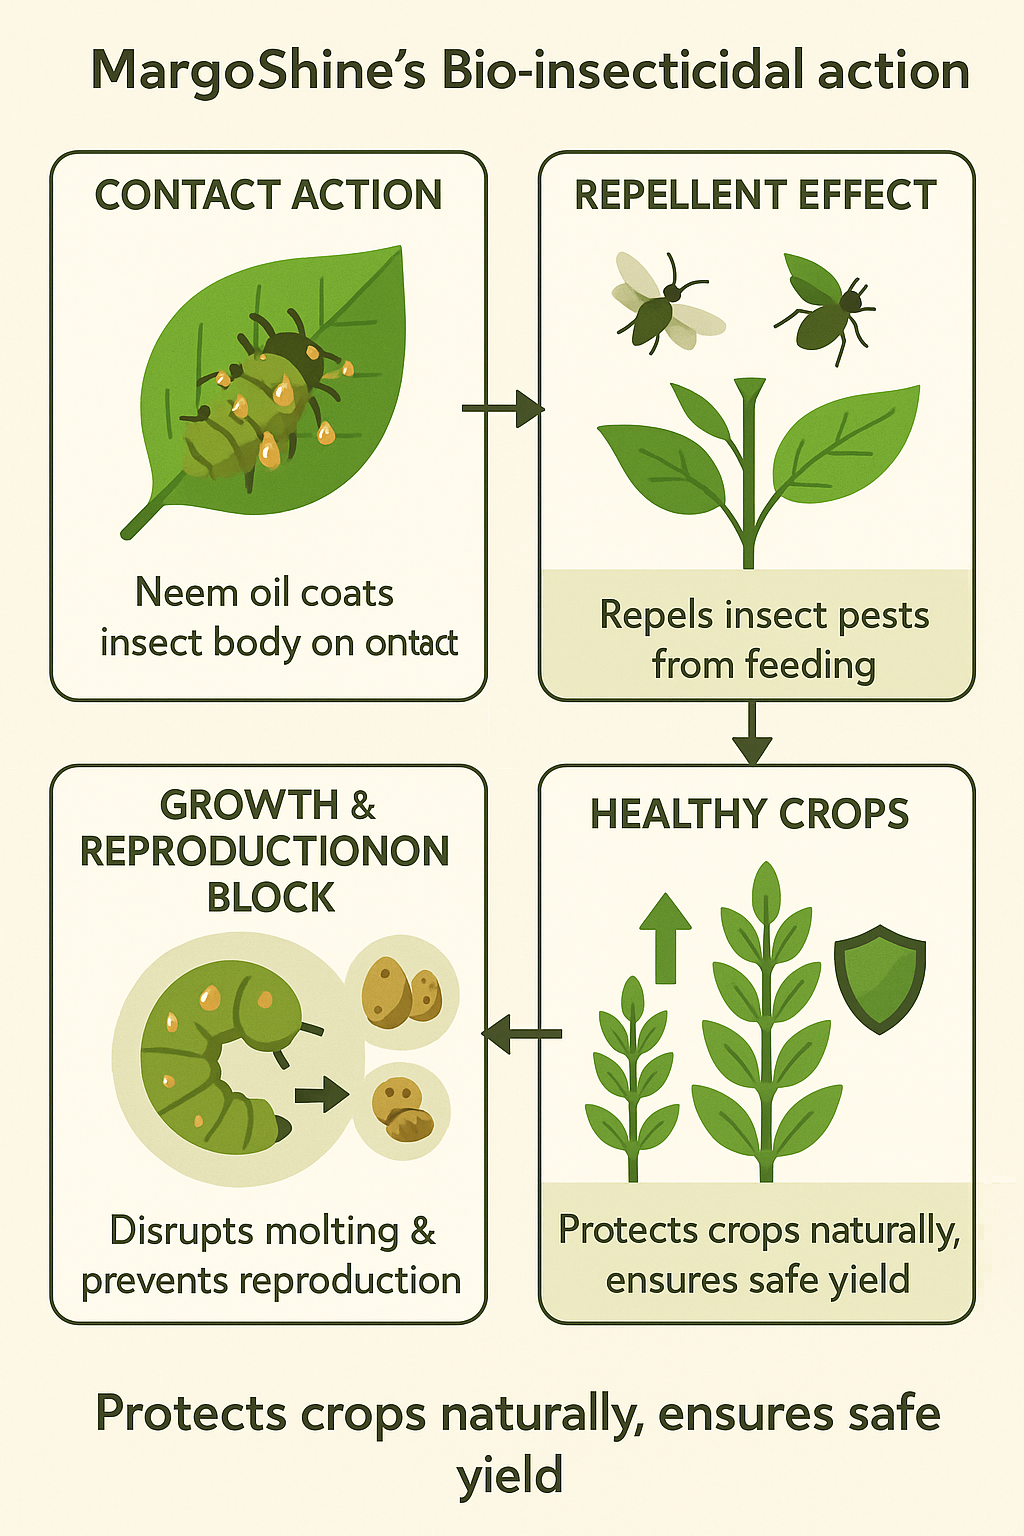 MargoShine's Bio-insecticidal action
CONTACT ACTION
Neem oil coats
insect body on ontact
REPELLENT EFFECT
Repels insect pests
from feeding
GROWTH &
REPRODUCTIONON
BLOCK
Disrupts molting &
prevents reproduction
HEALTHY CROPS
Protects crops naturally,
ensures safe yield
Protects crops naturally, ensures safe
yield